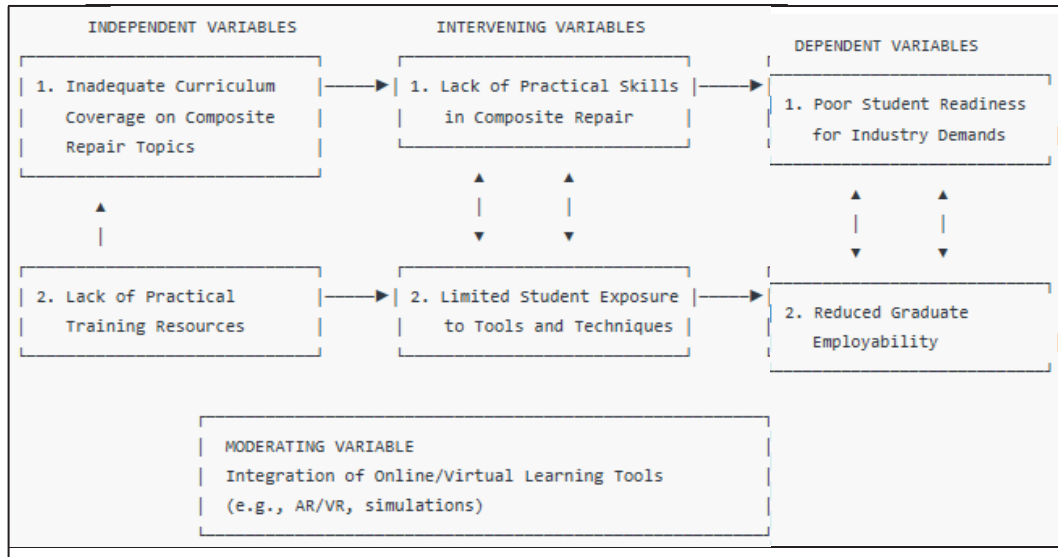 INDEPENDENT VARIABLES
INTERVENING VARIABLES
DEPENDENT VARIABLES
1. Inadequate Curriculum
Coverage on Composite
Repair Topics
1. Lack of Practical Skills
in Composite Repair
1. Poor Student Readiness
for Industry Demands
2. Lack of Practical
Training Resources
2. Limited Student Exposure
to Tools and Techniques
2. Reduced Graduate
Employability
MODERATING VARIABLE
Integration of Online/Virtual Learning Tools
(e.g., AR/VR, simulations)